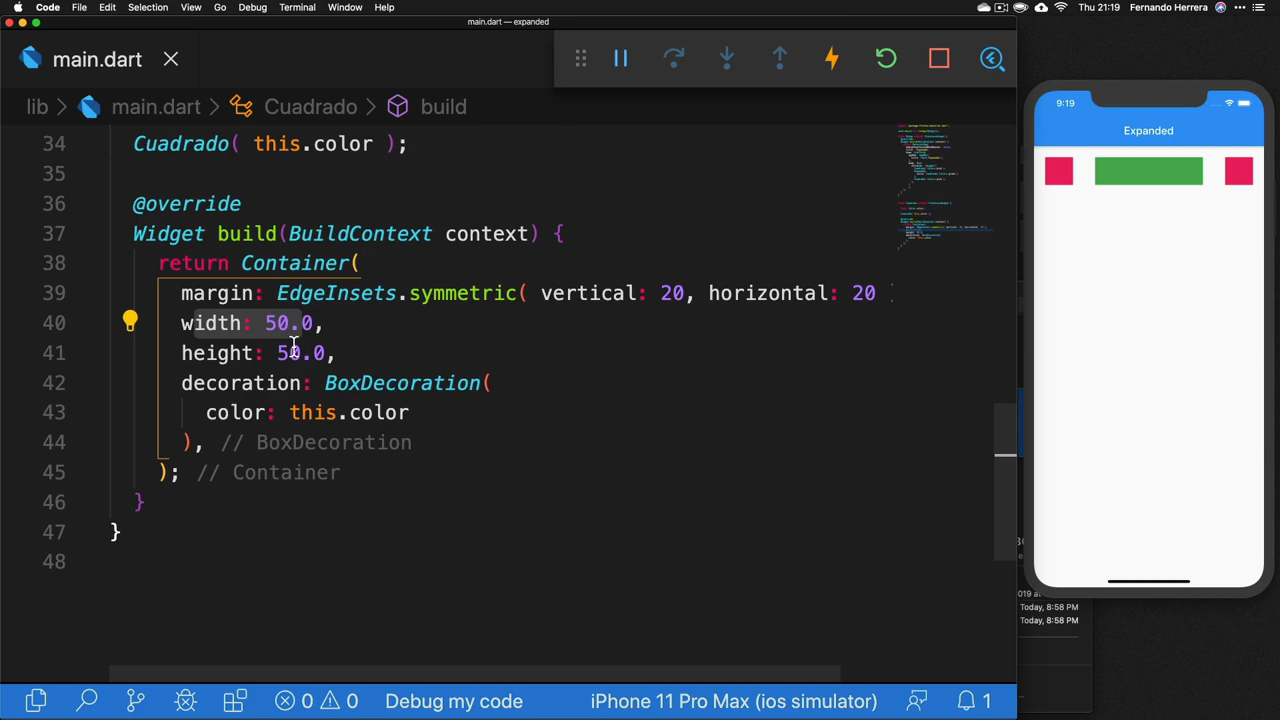 Code File Edit Selection View Go Debug Terminal Window Help Thu 21:19 Fernando Herrera
main.dart — expanded
main.dart
lib > main.dart > Cuadrado > build
34 Cuadrado( this.color );
35
36 @override
37 Widget build(BuildContext context) {
38 return Container(
39 margin: EdgeInsets.symmetric( vertical: 20, horizontal: 20 )
40 width: 50.0,
41 height: 50.0,
42 decoration: BoxDecoration(
43 color: this.color
44 ), // BoxDecoration
45 ); // Container
46 }
47 }
48
9:19
Expanded
019 at
Today, 8:58 PM
Today, 8:58 PM
0 0 Debug my code iPhone 11 Pro Max (ios simulator) 1